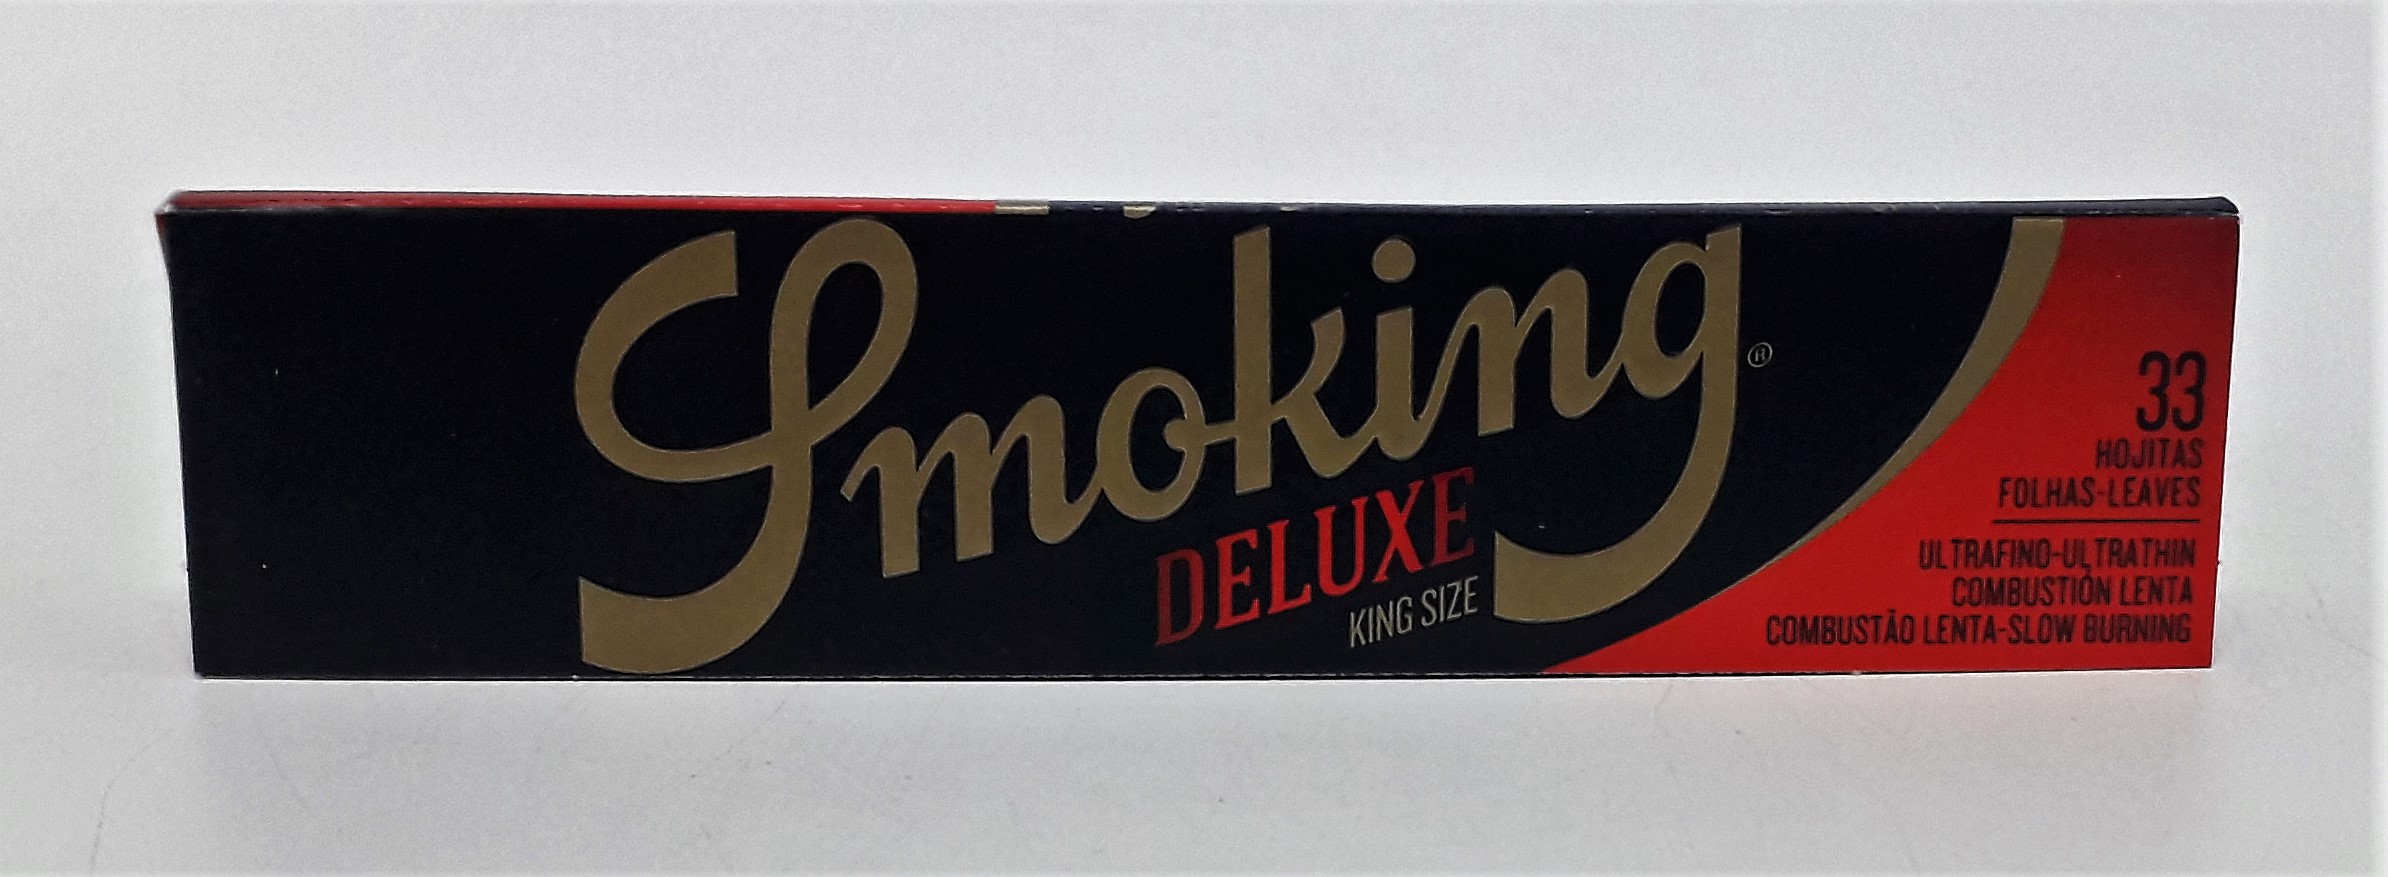 Smoking®
DELUXE
KING SIZE
33
HOJITAS
FOLHAS-LEAVES
ULTRAFINO-ULTRATHIN
COMBUSTIÓN LENTA
COMBUSTÃO LENTA-SLOW BURNING